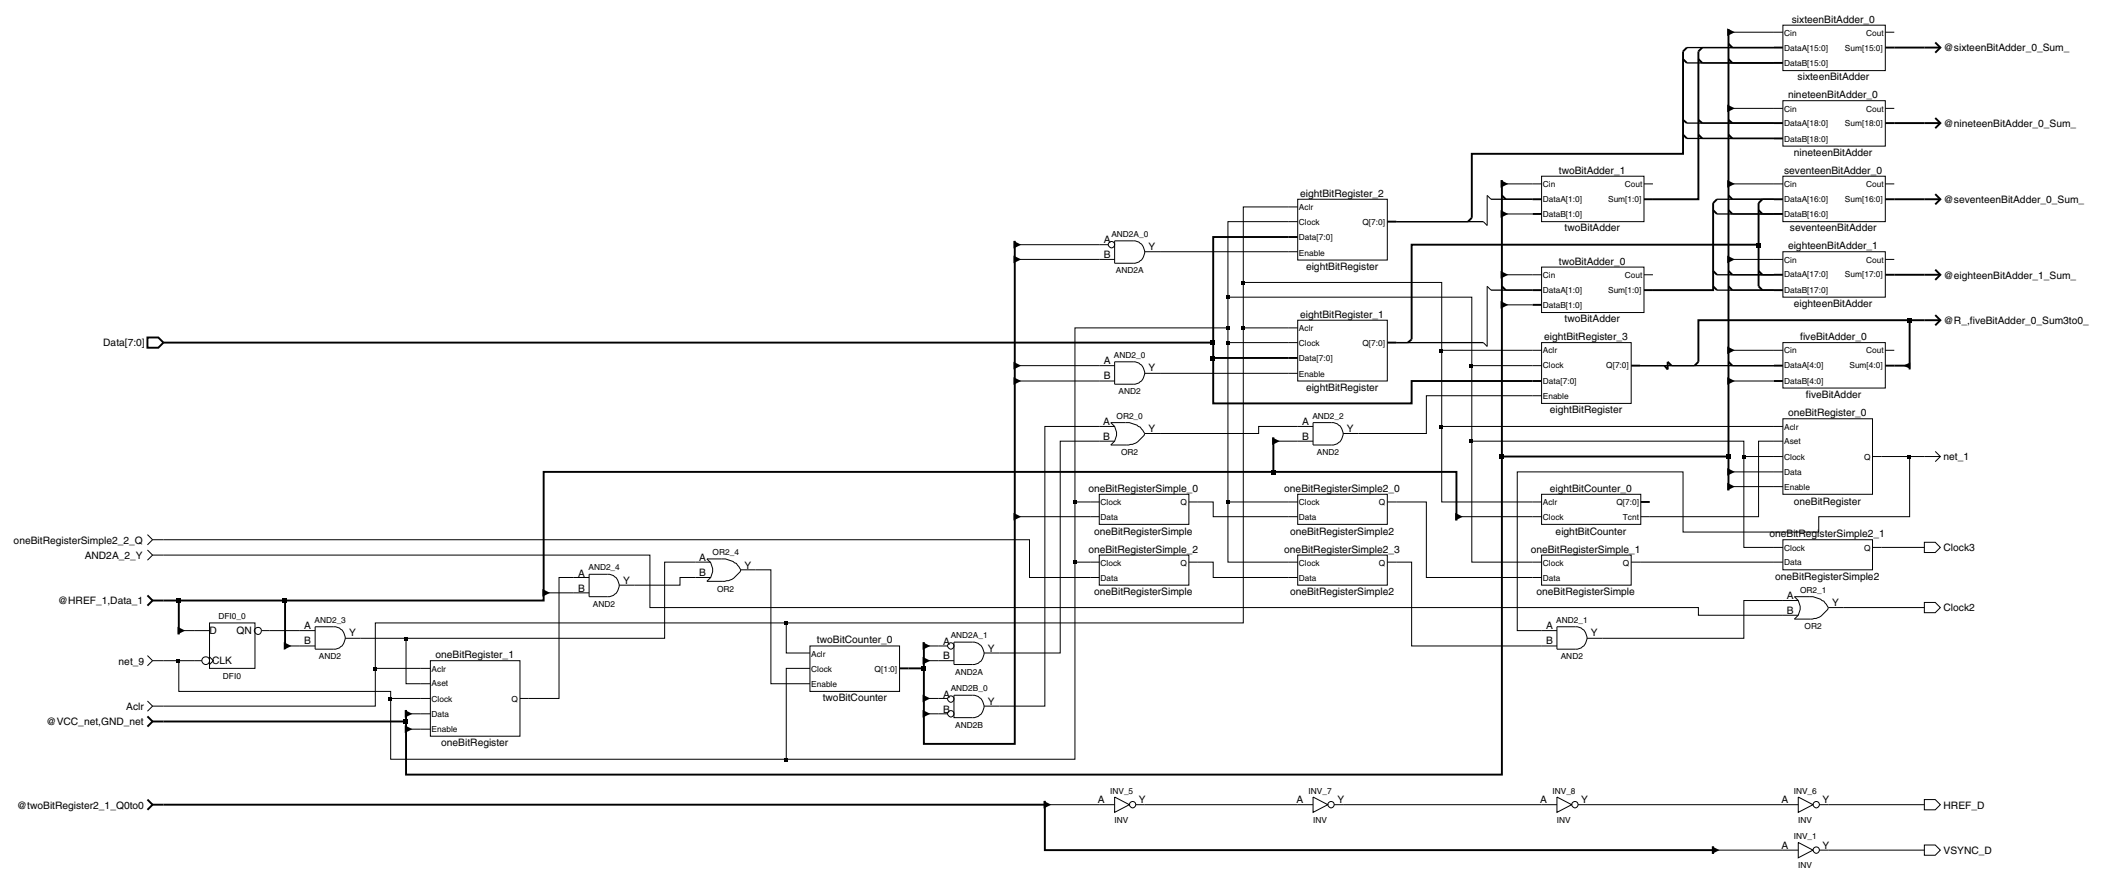 sixteenBitAdder_0
Cin Cout
DataA[15:0] Sum[15:0] @sixteenBitAdder_0_Sum_
DataB[15:0]
sixteenBitAdder
nineteenBitAdder_0
Cin Cout
DataA[18:0] Sum[18:0] @nineteenBitAdder_0_Sum_
DataB[18:0]
nineteenBitAdder
twoBitAdder_1
Cin Cout
DataA[1:0] Sum[1:0]
DataB[1:0]
twoBitAdder
seventeenBitAdder_0
Cin Cout
DataA[16:0] Sum[16:0] @seventeenBitAdder_0_Sum_
DataB[16:0]
seventeenBitAdder
eightBitRegister_2
Aclr
Clock Q[7:0]
Data[7:0]
Enable
eightBitRegister
AND2A_0
A Y
B
AND2A
eighteenBitAdder_1
Cin Cout
DataA[17:0] Sum[17:0] @eighteenBitAdder_1_Sum_
DataB[17:0]
eighteenBitAdder
twoBitAdder_0
Cin Cout
DataA[1:0] Sum[1:0]
DataB[1:0]
twoBitAdder
eightBitRegister_1
Aclr
Clock Q[7:0]
Data[7:0]
Enable
eightBitRegister
@R_,fiveBitAdder_0_Sum3to0_
Data[7:0]
eightBitRegister_3
Aclr
Clock Q[7:0]
Data[7:0]
Enable
eightBitRegister
fiveBitAdder_0
Cin Cout
DataA[4:0] Sum[4:0]
DataB[4:0]
fiveBitAdder
AND2_0
A Y
B
AND2
OR2_0
A Y
B
OR2
AND2_2
A Y
B
AND2
oneBitRegister_0
Aclr
Aset
Clock Q net_1
Data
Enable
oneBitRegister
oneBitRegisterSimple_0
Clock Q
Data
oneBitRegisterSimple
oneBitRegisterSimple2_0
Clock Q
Data
oneBitRegisterSimple2
eightBitCounter_0
Aclr Q[7:0]
Clock Tcnt
eightBitCounter
oneBitRegisterSimple2_2_Q
AND2A_2_Y
oneBitRegisterSimple2_1
Clock Q Clock3
Data
oneBitRegisterSimple2
oneBitRegisterSimple_2
Clock Q
Data
oneBitRegisterSimple
oneBitRegisterSimple2_3
Clock Q
Data
oneBitRegisterSimple2
oneBitRegisterSimple_1
Clock Q
Data
oneBitRegisterSimple
OR2_4
A Y
B
OR2
AND2_4
A Y
B
AND2
@HREF_1,Data_1
OR2_1
A Y Clock2
B
OR2
DFI0_0
D QN
CLK
DFI0
AND2_3
A Y
B
AND2
AND2_1
A Y
B
AND2
net_9
twoBitCounter_0
Aclr
Clock Q[1:0]
Enable
twoBitCounter
AND2A_1
A Y
B
AND2A
oneBitRegister_1
Aclr
Aset
Clock Q
Data
Enable
oneBitRegister
AND2B_0
A Y
B
AND2B
Aclr
@VCC_net,GND_net
@twoBitRegister2_1_Q0to0
INV_5
A Y
INV
INV_7
A Y
INV
INV_8
A Y
INV
INV_6
A Y HREF_D
INV
INV_1
A Y VSYNC_D
INV